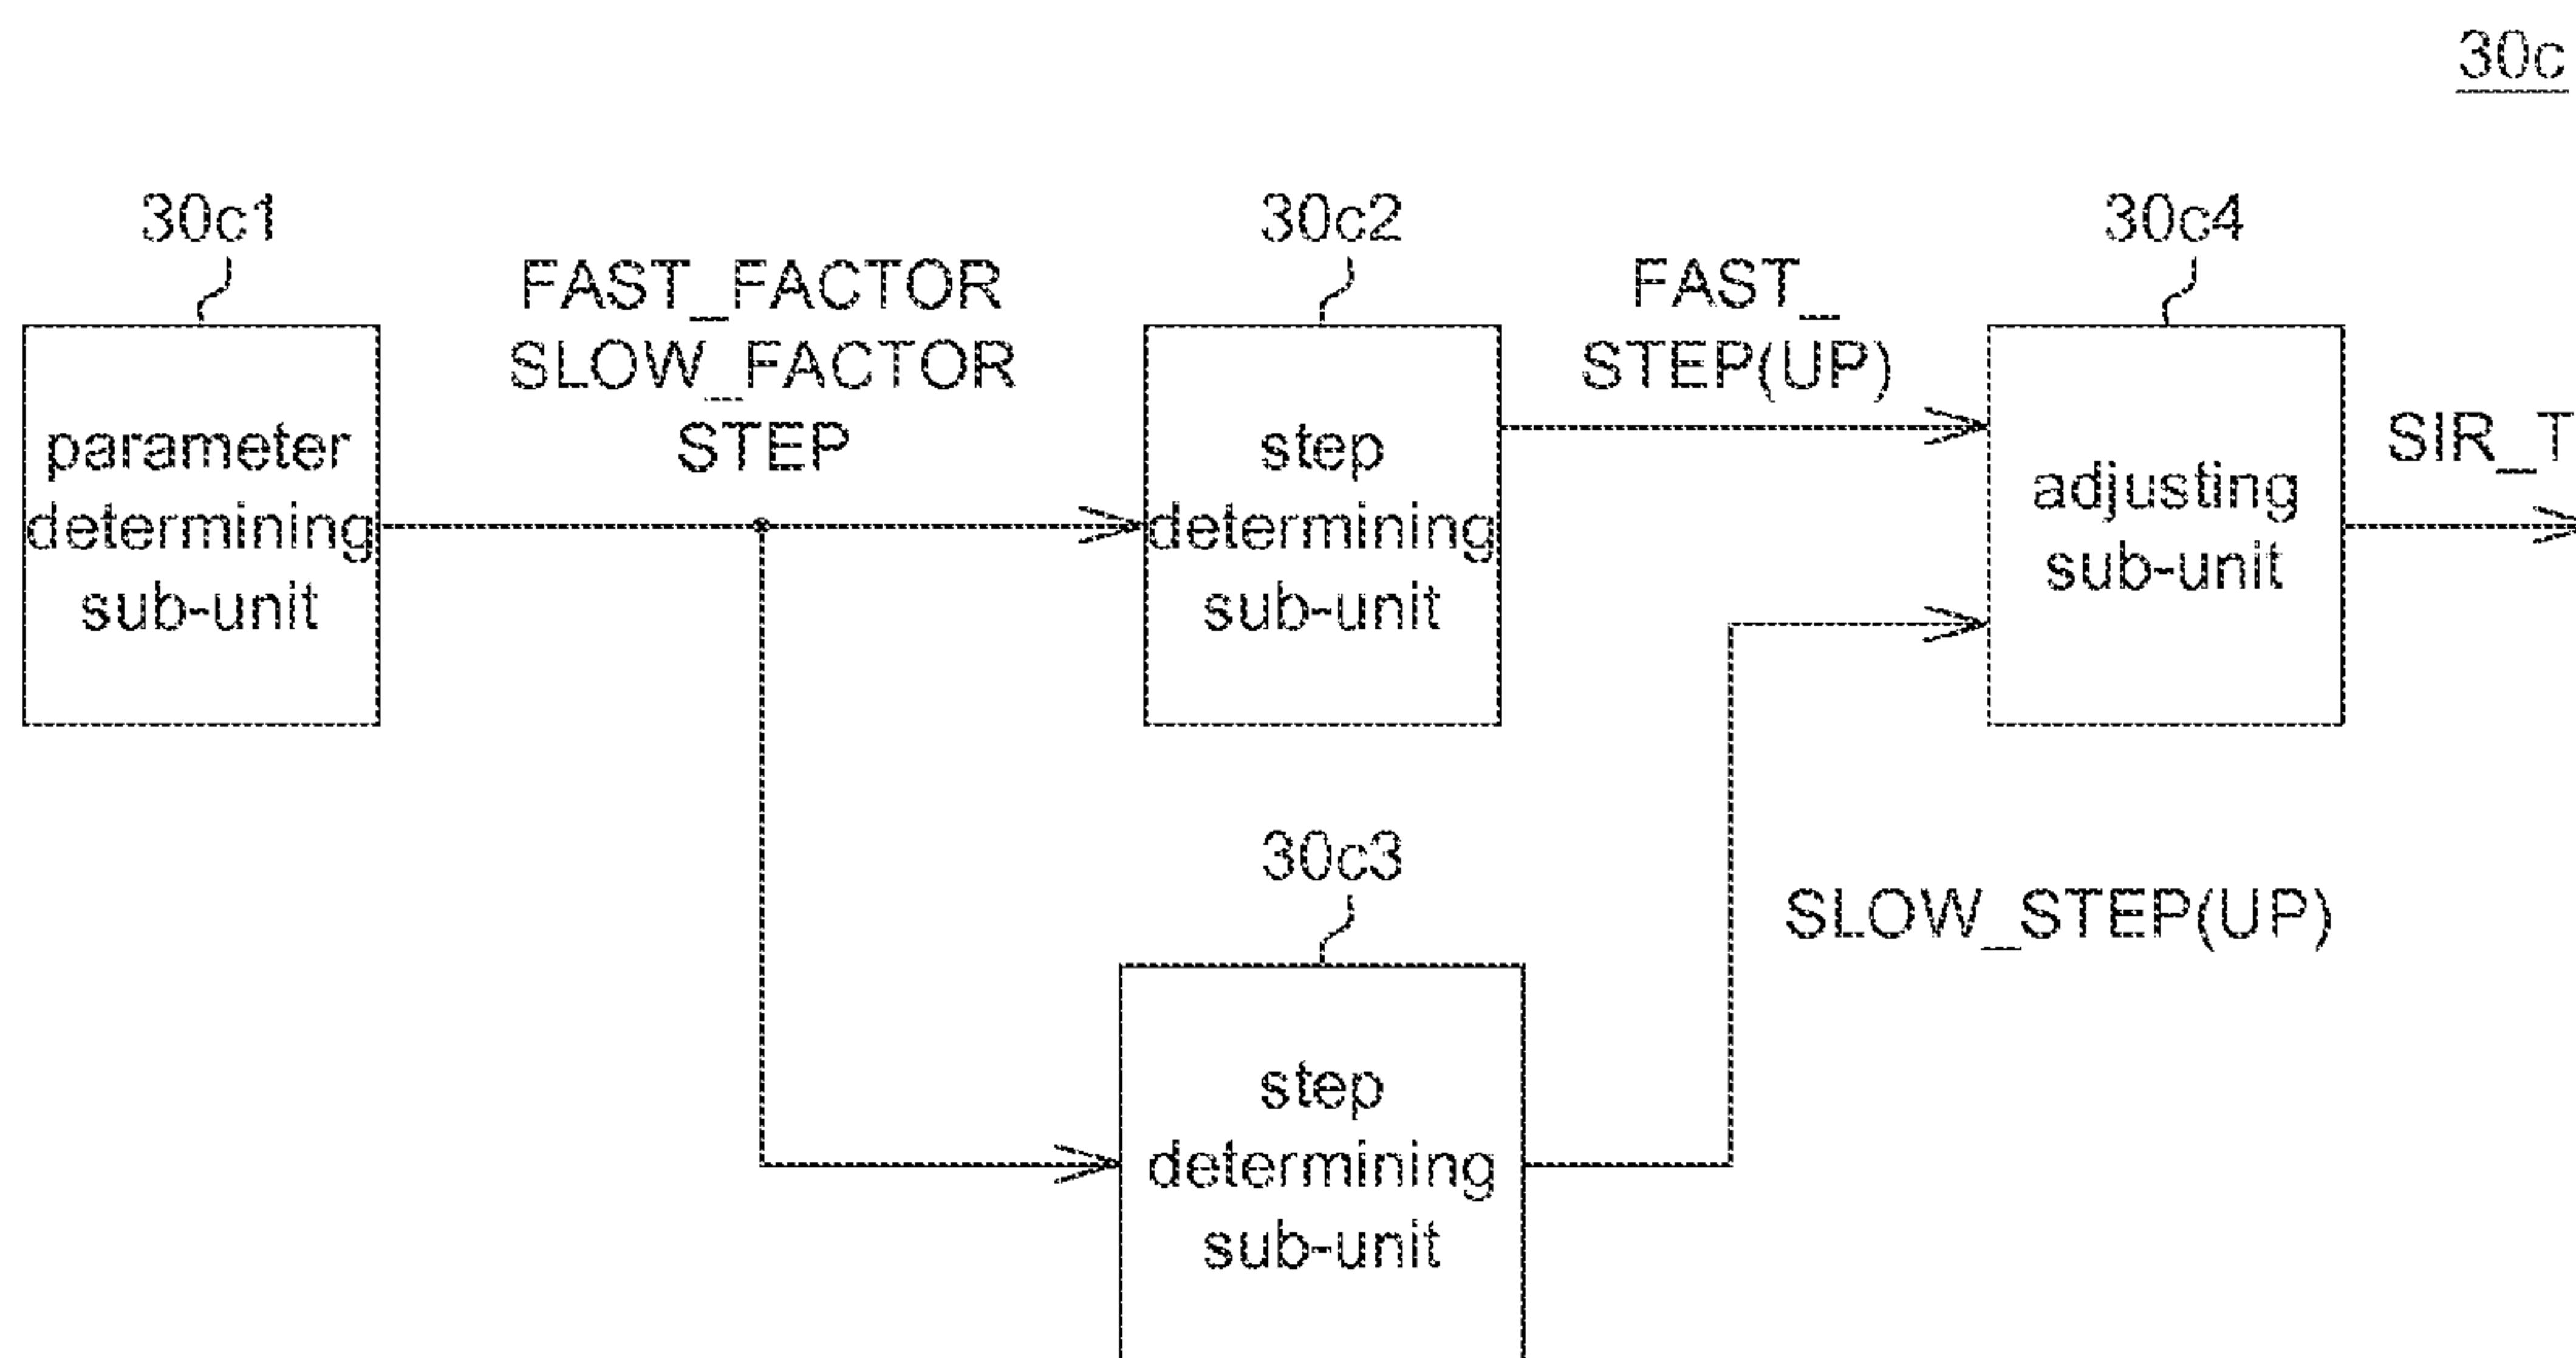 30c
30c1
30c2
30c4
FAST_FACTOR
SLOW_FACTOR
STEP
FAST_
STEP(UP)
SIR_T
parameter
determining
sub-unit
step
determining
sub-unit
adjusting
sub-unit
30c3
SLOW_STEP(UP)
step
determining
sub-unit